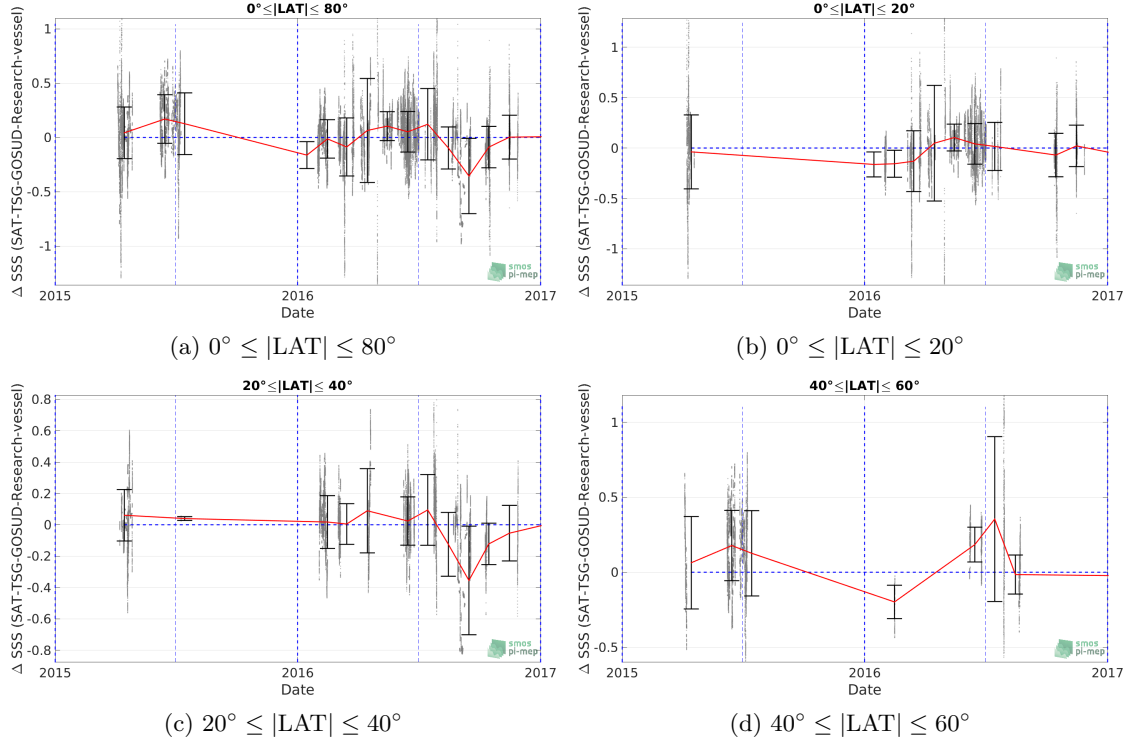 0°≤|LAT|≤ 80°
Δ SSS (SAT-TSG-GOSUD-Research-vessel)
1
0.5
0
-0.5
-1
2015
2016
2017
Date
smos
pi-mep
(a) 0° ≤ |LAT| ≤ 80°
0°≤|LAT|≤ 20°
Δ SSS (SAT-TSG-GOSUD-Research-vessel)
1
0.5
0
-0.5
-1
2015
2016
2017
Date
smos
pi-mep
(b) 0° ≤ |LAT| ≤ 20°
20°≤|LAT|≤ 40°
Δ SSS (SAT-TSG-GOSUD-Research-vessel)
0.8
0.6
0.4
0.2
0
-0.2
-0.4
-0.6
-0.8
2015
2016
2017
Date
smos
pi-mep
(c) 20° ≤ |LAT| ≤ 40°
40°≤|LAT|≤ 60°
Δ SSS (SAT-TSG-GOSUD-Research-vessel)
1
0.5
0
-0.5
2015
2016
2017
Date
smos
pi-mep
(d) 40° ≤ |LAT| ≤ 60°